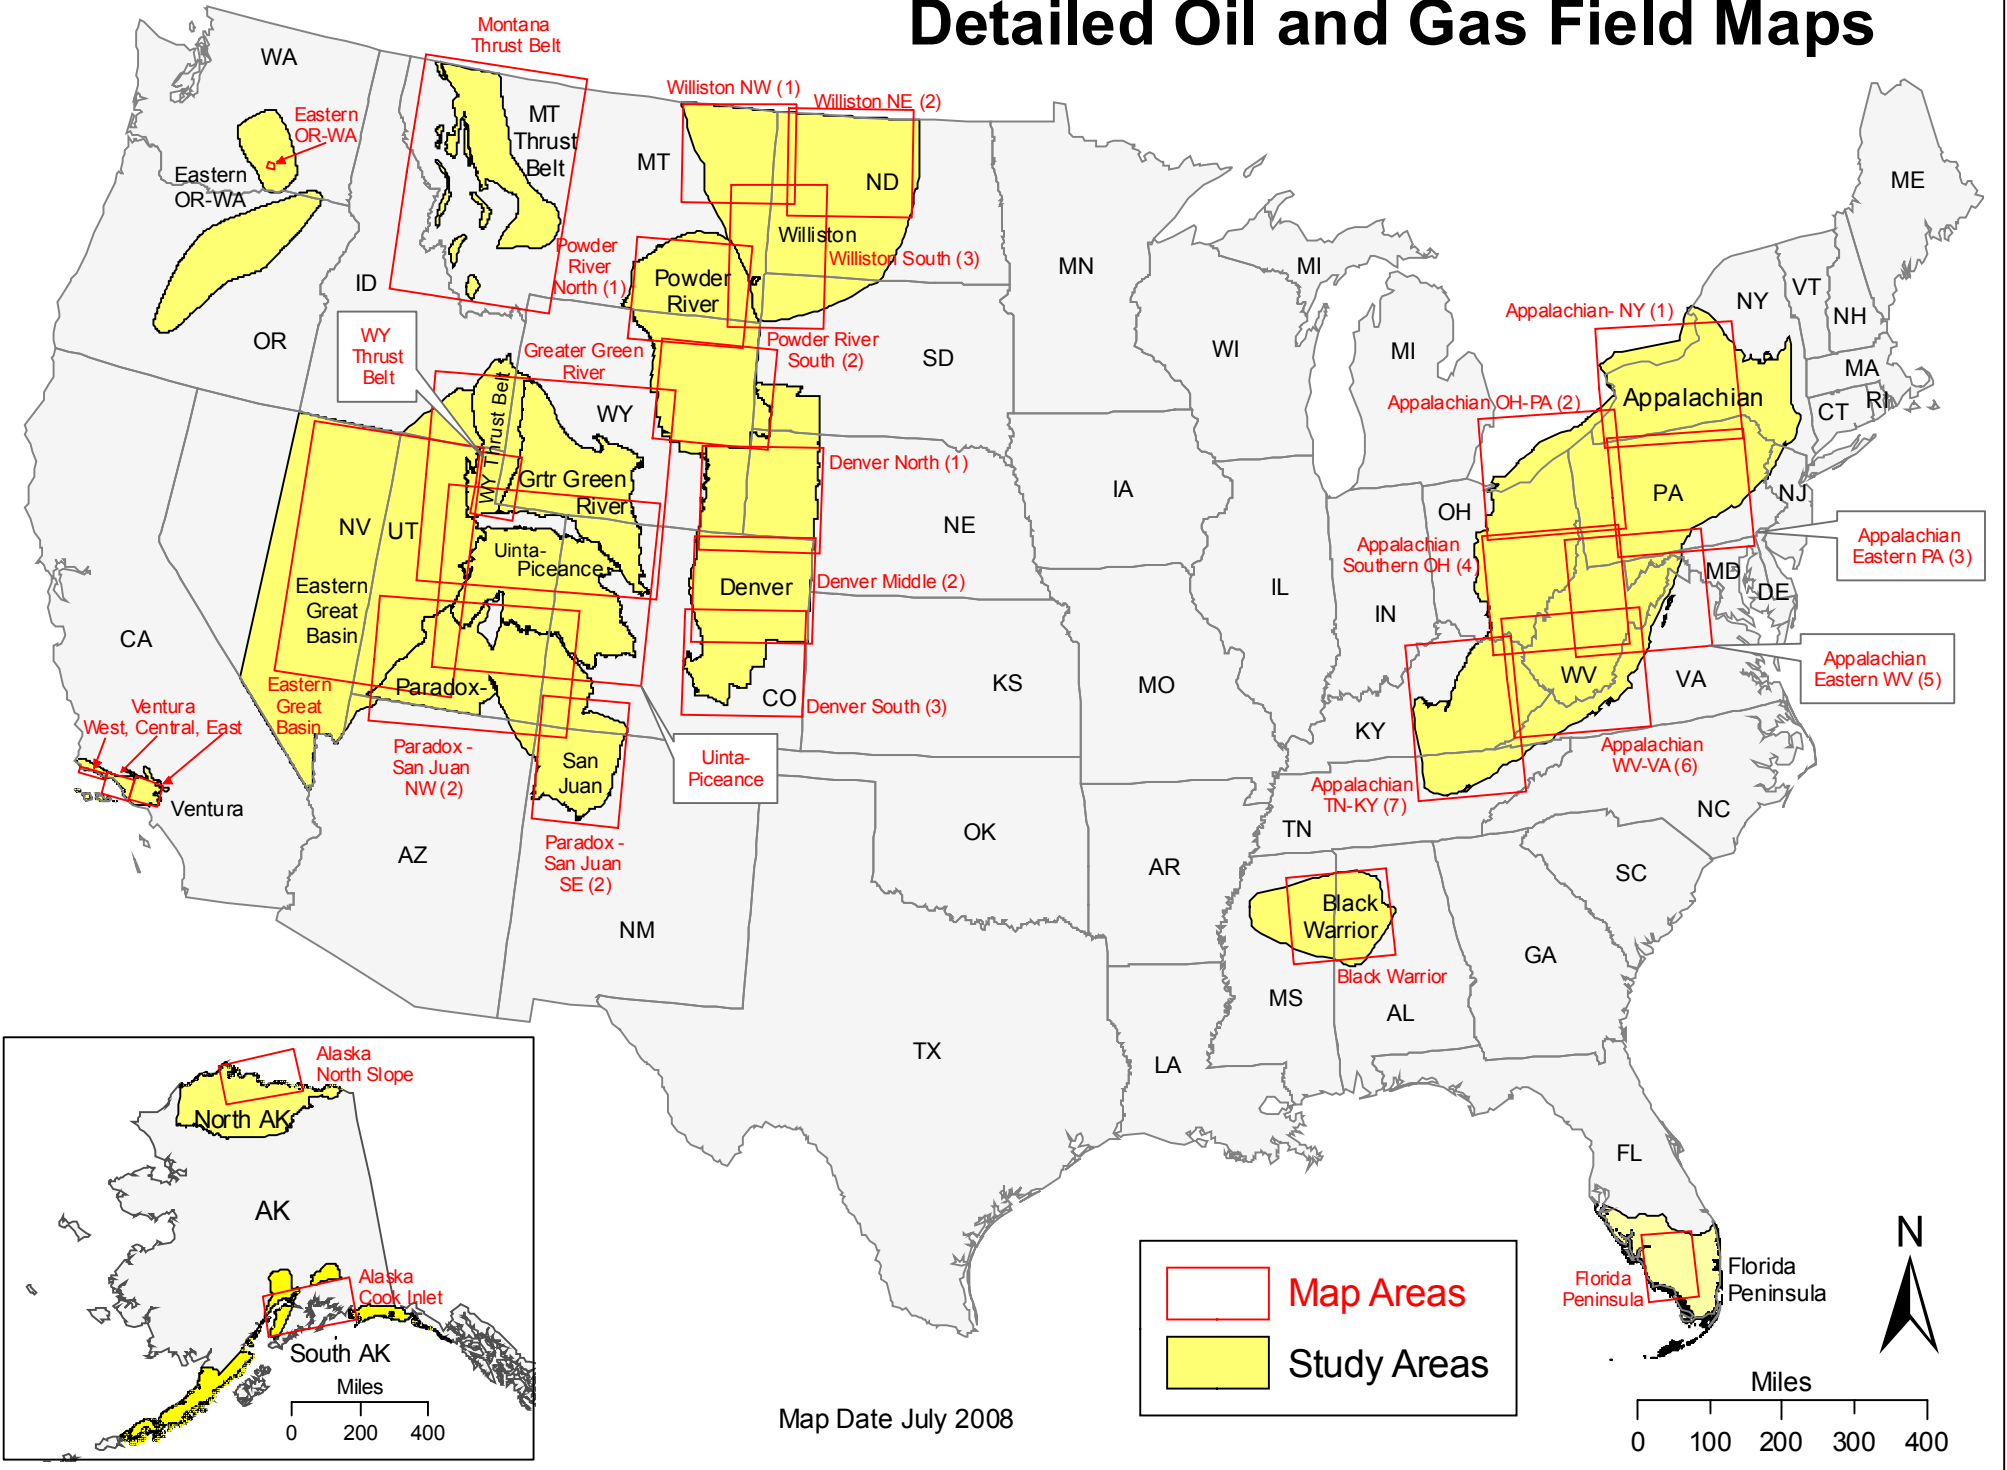 Detailed Oil and Gas Field Maps
Montana
Thrust Belt
WA
Williston NW (1)
Williston NE (2)
ME
Eastern
OR-WA
MT
Thrust
Belt
MT
ND
Eastern
OR-WA
Williston
Williston South (3)
MN
MI
VT
NY
NH
Powder
River
North (1)
Powder
River
ID
OR
WY
Thrust
Belt
Greater Green
River
Powder River
South (2)
SD
WI
MI
Appalachian- NY (1)
MA
CT
RI
Appalachian
Appalachian OH-PA (2)
WY
WY Thrust Belt
Grtr Green
River
Denver North (1)
IA
PA
NJ
OH
NE
NV
UT
Uinta-
Piceance
Appalachian
Southern OH (4)
Appalachian
Eastern PA (3)
MD
DE
Eastern
Great
Basin
Denver
Denver Middle (2)
IL
IN
CA
KS
MO
WV
VA
Appalachian
Eastern WV (5)
Paradox-
CO
Denver South (3)
Eastern
Great
Basin
Ventura
West, Central, East
KY
Appalachian
WV-VA (6)
Paradox -
San Juan
NW (2)
San
Juan
Uinta-
Piceance
Appalachian
TN-KY (7)
Ventura
NC
TN
AZ
Paradox -
San Juan
SE (2)
OK
AR
SC
NM
Black
Warrior
Black Warrior
GA
MS
AL
TX
LA
FL
Alaska
North Slope
North AK
AK
Alaska
Cook Inlet
South AK
Miles
0 200 400
Florida
Peninsula
Florida
Peninsula
N
Map Areas
Study Areas
Map Date July 2008
Miles
0 100 200 300 400